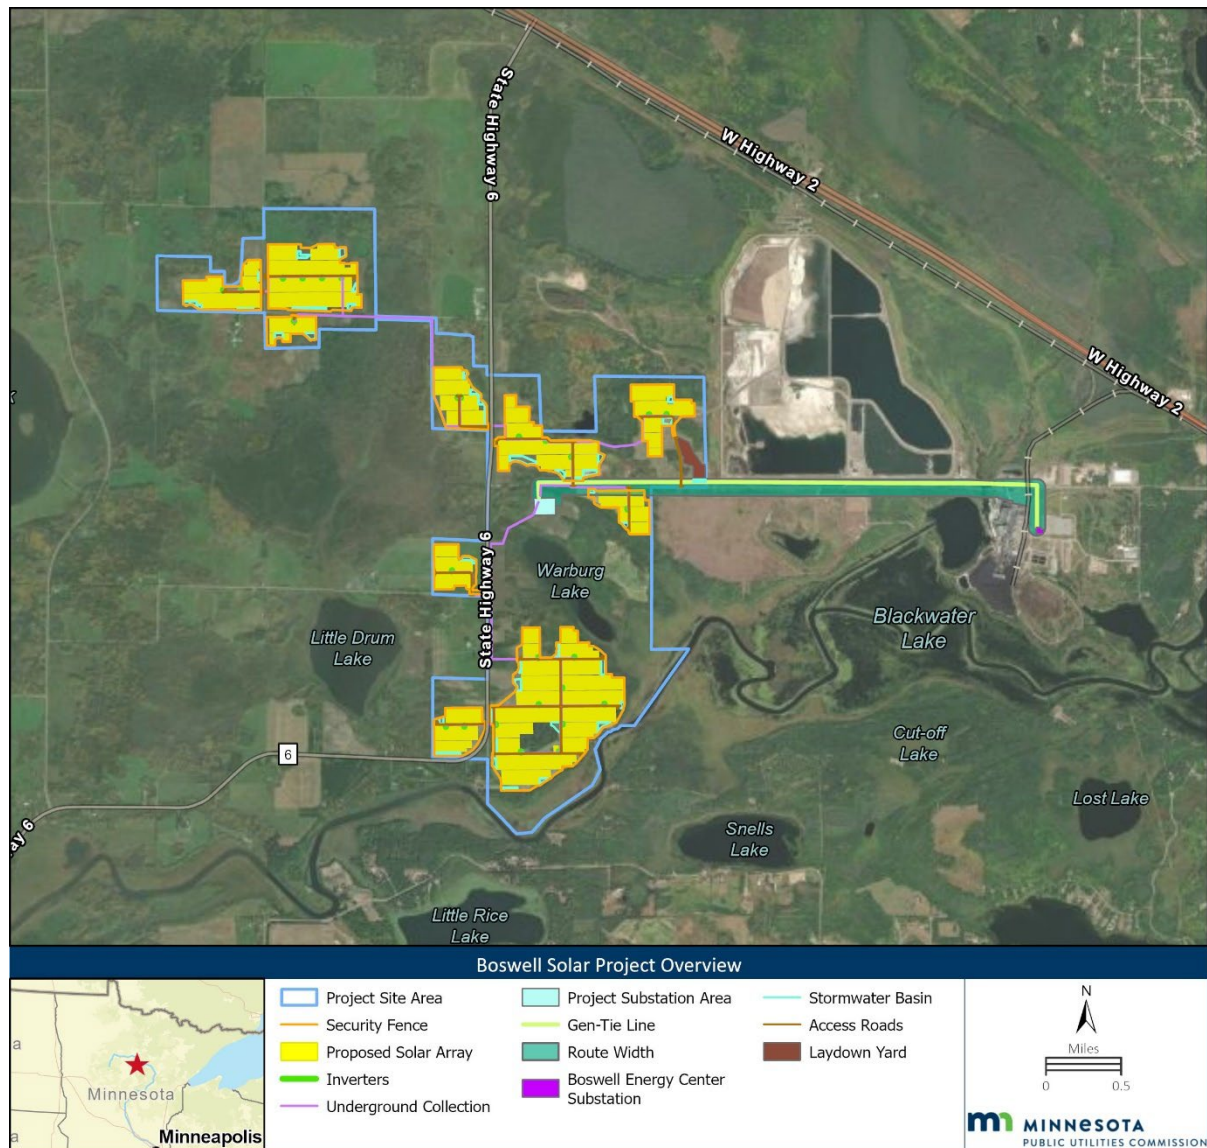 State Highway 6
W Highway 2
W Highway 2
State Highway 6
Warburg
Lake
Little Drum
Lake
Blackwater
Lake
6
Cut-off
Lake
Lost Lake
Snells
Lake
Little Rice
Lake
Boswell Solar Project Overview
Minnesota
Minneapolis
Project Site Area
Security Fence
Proposed Solar Array
Inverters
Underground Collection
Project Substation Area
Gen-Tie Line
Route Width
Boswell Energy Center
Substation
Stormwater Basin
Access Roads
Laydown Yard
N
Miles
0 0.5
MINNESOTA
PUBLIC UTILITIES COMMISSION